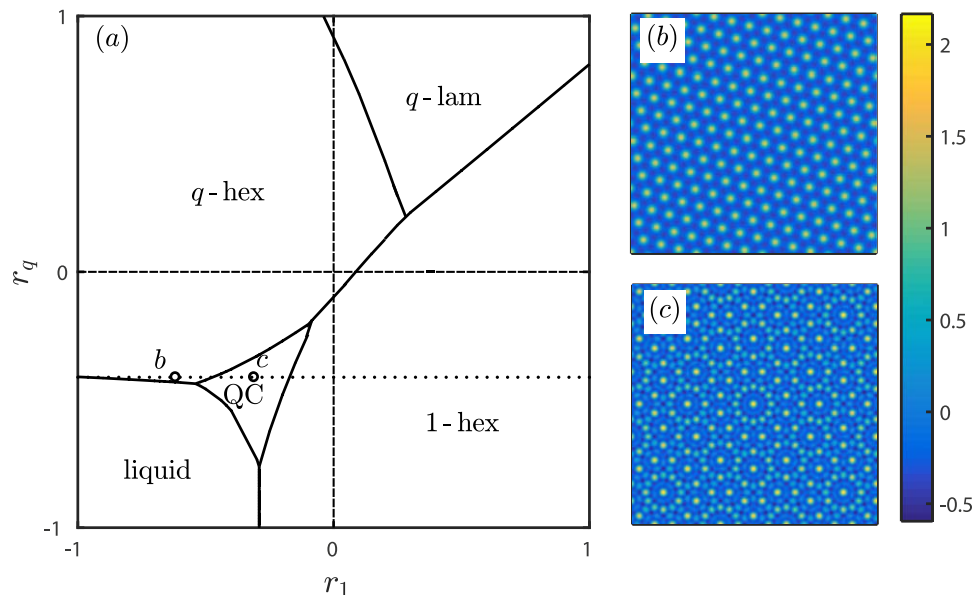 (a)
q - lam
q - hex
b
c
QC
1 - hex
liquid
r_q
1
0
-1
-1
0
1
r_1
(b)
(c)
2
1.5
1
0.5
0
-0.5